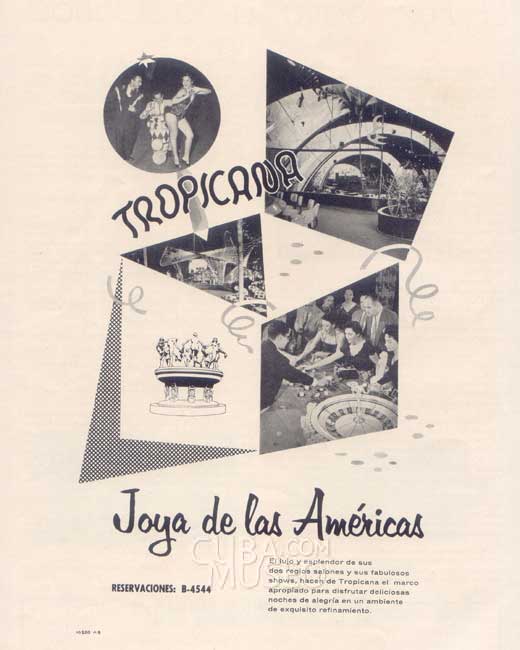 TROPICANA
Joya de las Américas
CUBA.COM
MUSEO
RESERVACIONES: B-4544
El lujo y esplendor de sus
dos regios salones y sus fabulosos
shows, hacen de Tropicana el marco
apropiado para disfrutar deliciosas
noches de alegría en un ambiente
de exquisito refinamiento.